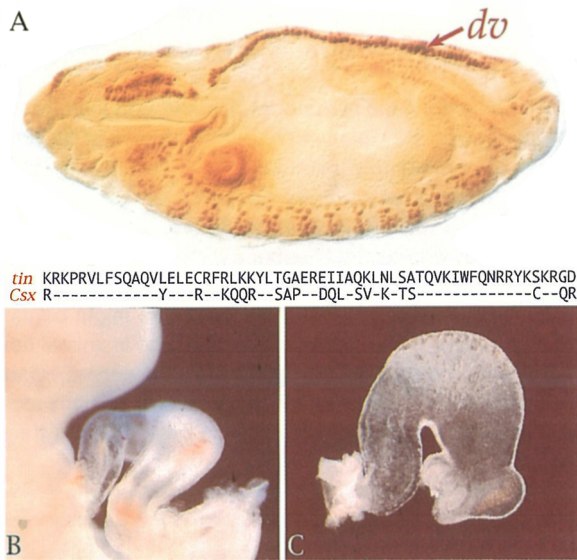 A
dv
tin KRKPRVLFSQAQVLELECRFRLKKYLTGAEREIIAQKLNLSATQVKIWFQNRRYKSKRGD
Csx R------------Y---R--KQQR--SAP--DQL-SV-K-TS-------------C--QR
B C